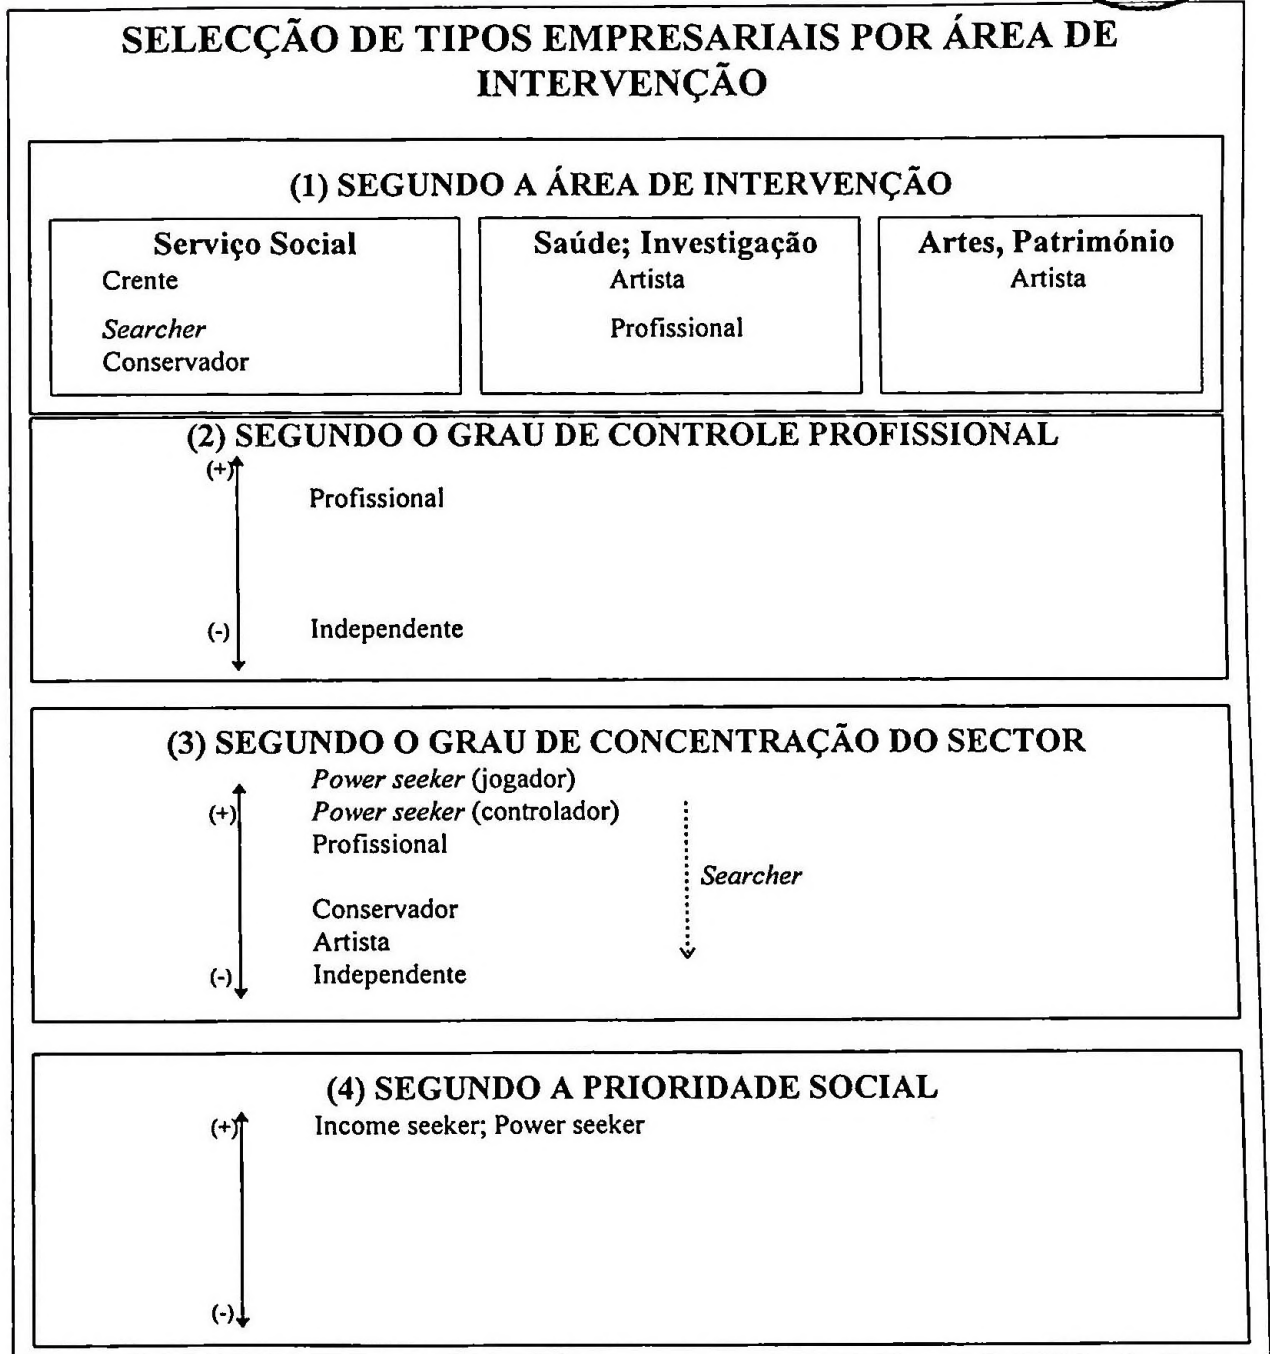 SELECÇÃO DE TIPOS EMPRESARIAIS POR ÁREA DE
INTERVENÇÃO
(1) SEGUNDO A ÁREA DE INTERVENÇÃO
Serviço Social
Crente
Searcher
Conservador
Saúde; Investigação
Artista
Profissional
Artes, Património
Artista
(2) SEGUNDO O GRAU DE CONTROLE PROFISSIONAL
(+)
Profissional
(-)
Independente
(3) SEGUNDO O GRAU DE CONCENTRAÇÃO DO SECTOR
Power seeker (jogador)
(+)
Power seeker (controlador)
Profissional
Searcher
Conservador
Artista
(-)
Independente
(4) SEGUNDO A PRIORIDADE SOCIAL
(+)
Income seeker; Power seeker
(-)